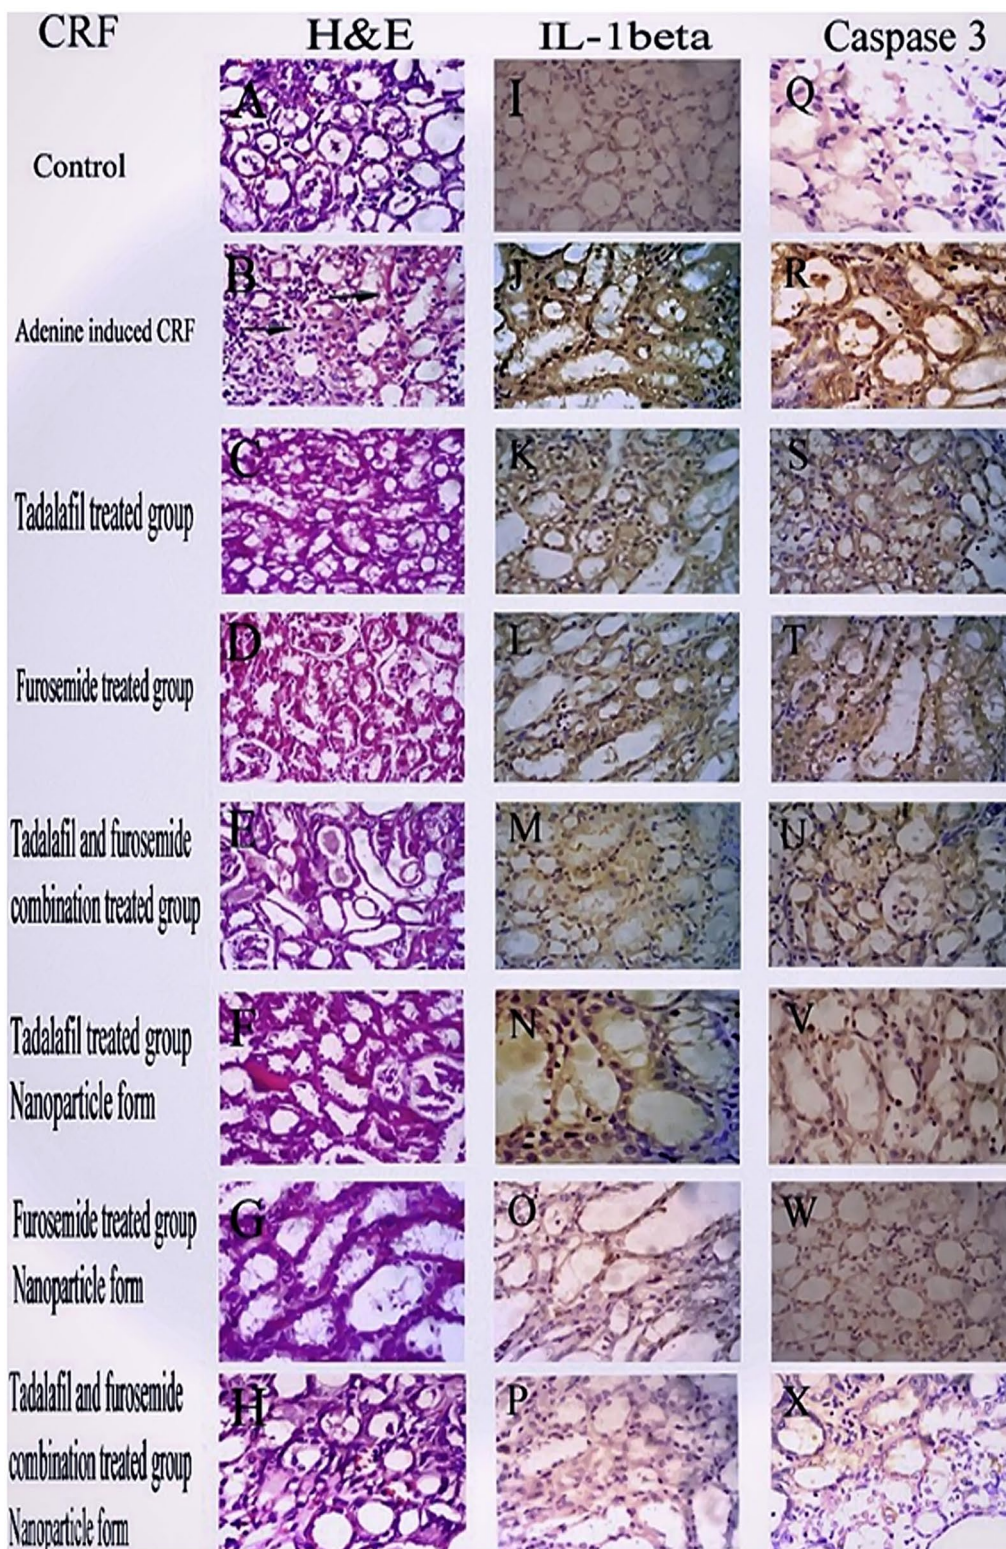 CRF H&E IL-1beta Caspase 3
A I Q
Control
B J R
Adenine induced CRF
C K S
Tadalafil treated group
D L T
Furosemide treated group
E M U
Tadalafil and furosemide
combination treated group
F N V
Tadalafil treated group
Nanoparticle form
G O W
Furosemide treated group
Nanoparticle form
H P X
Tadalafil and furosemide
combination treated group
Nanoparticle form